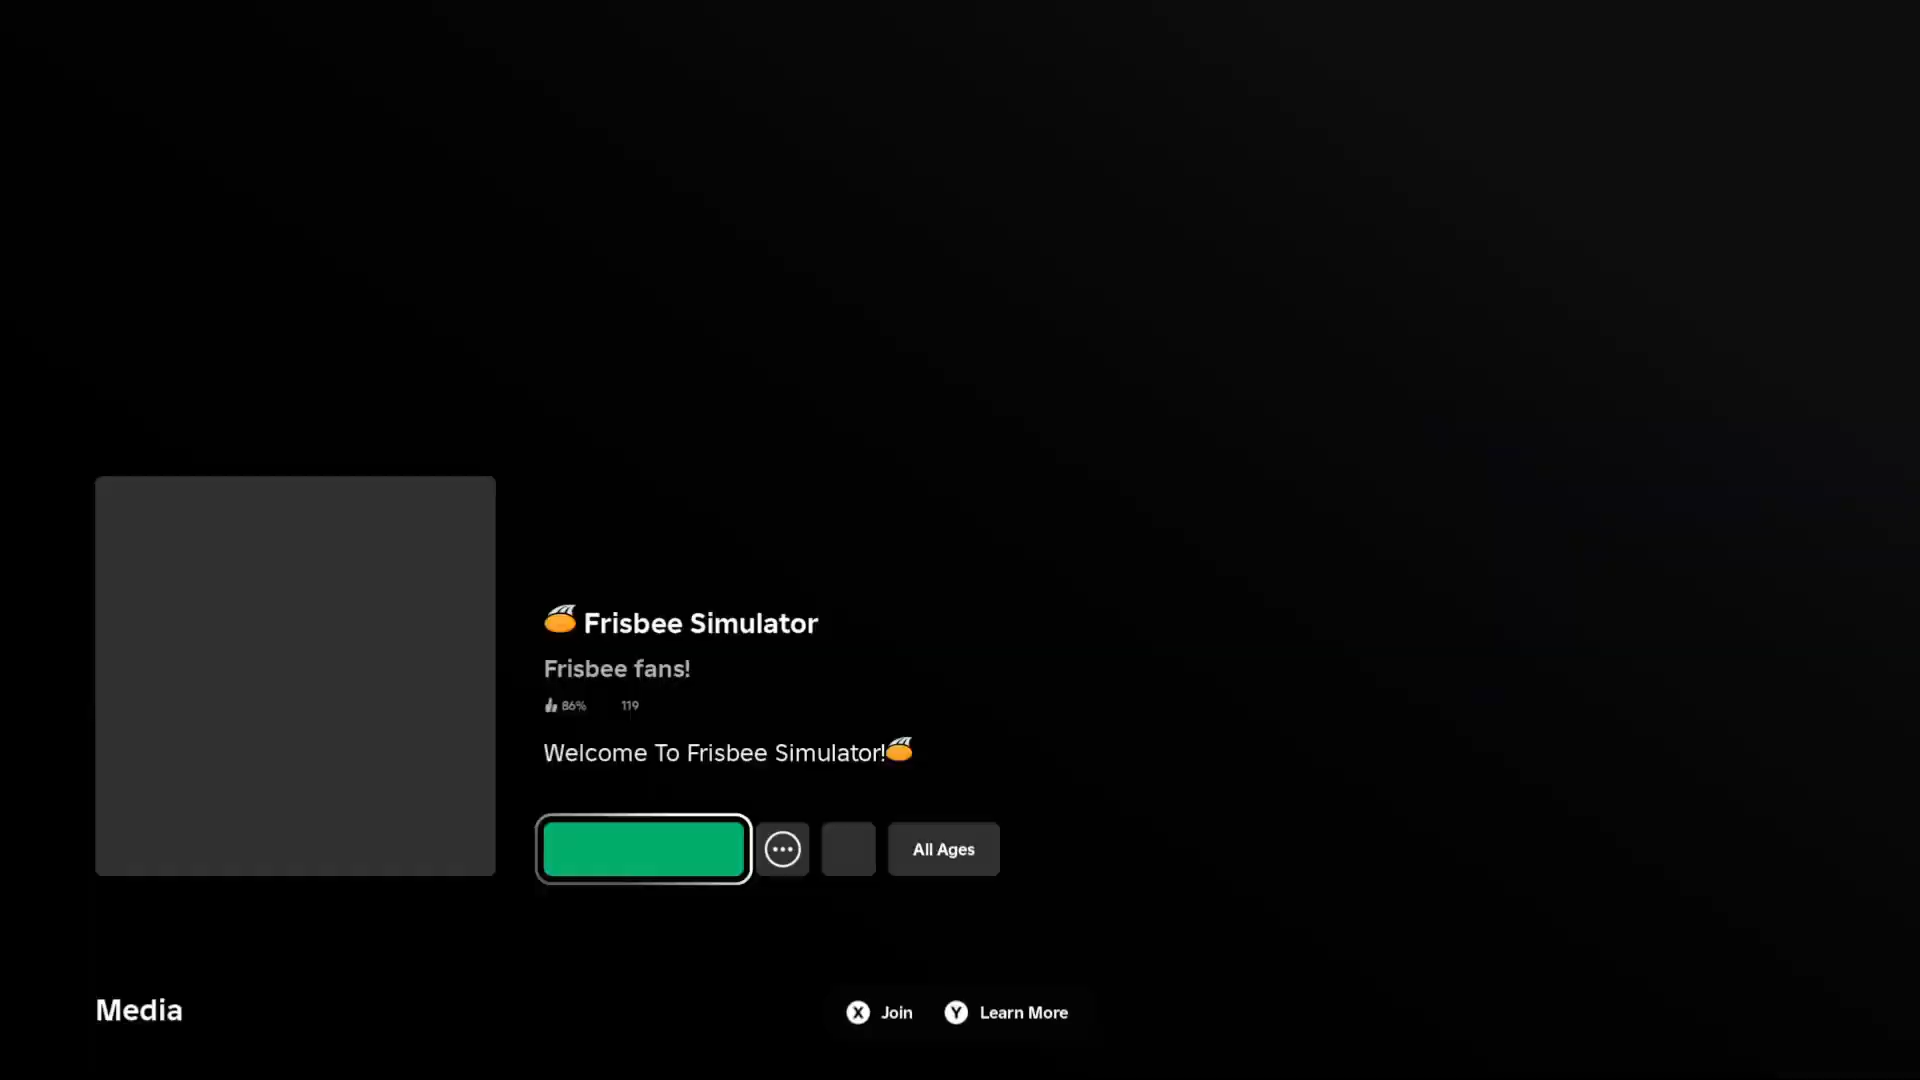 Frisbee Simulator
Frisbee fans!
86% 119
Welcome To Frisbee Simulator!
All Ages
Media
X Join Y Learn More